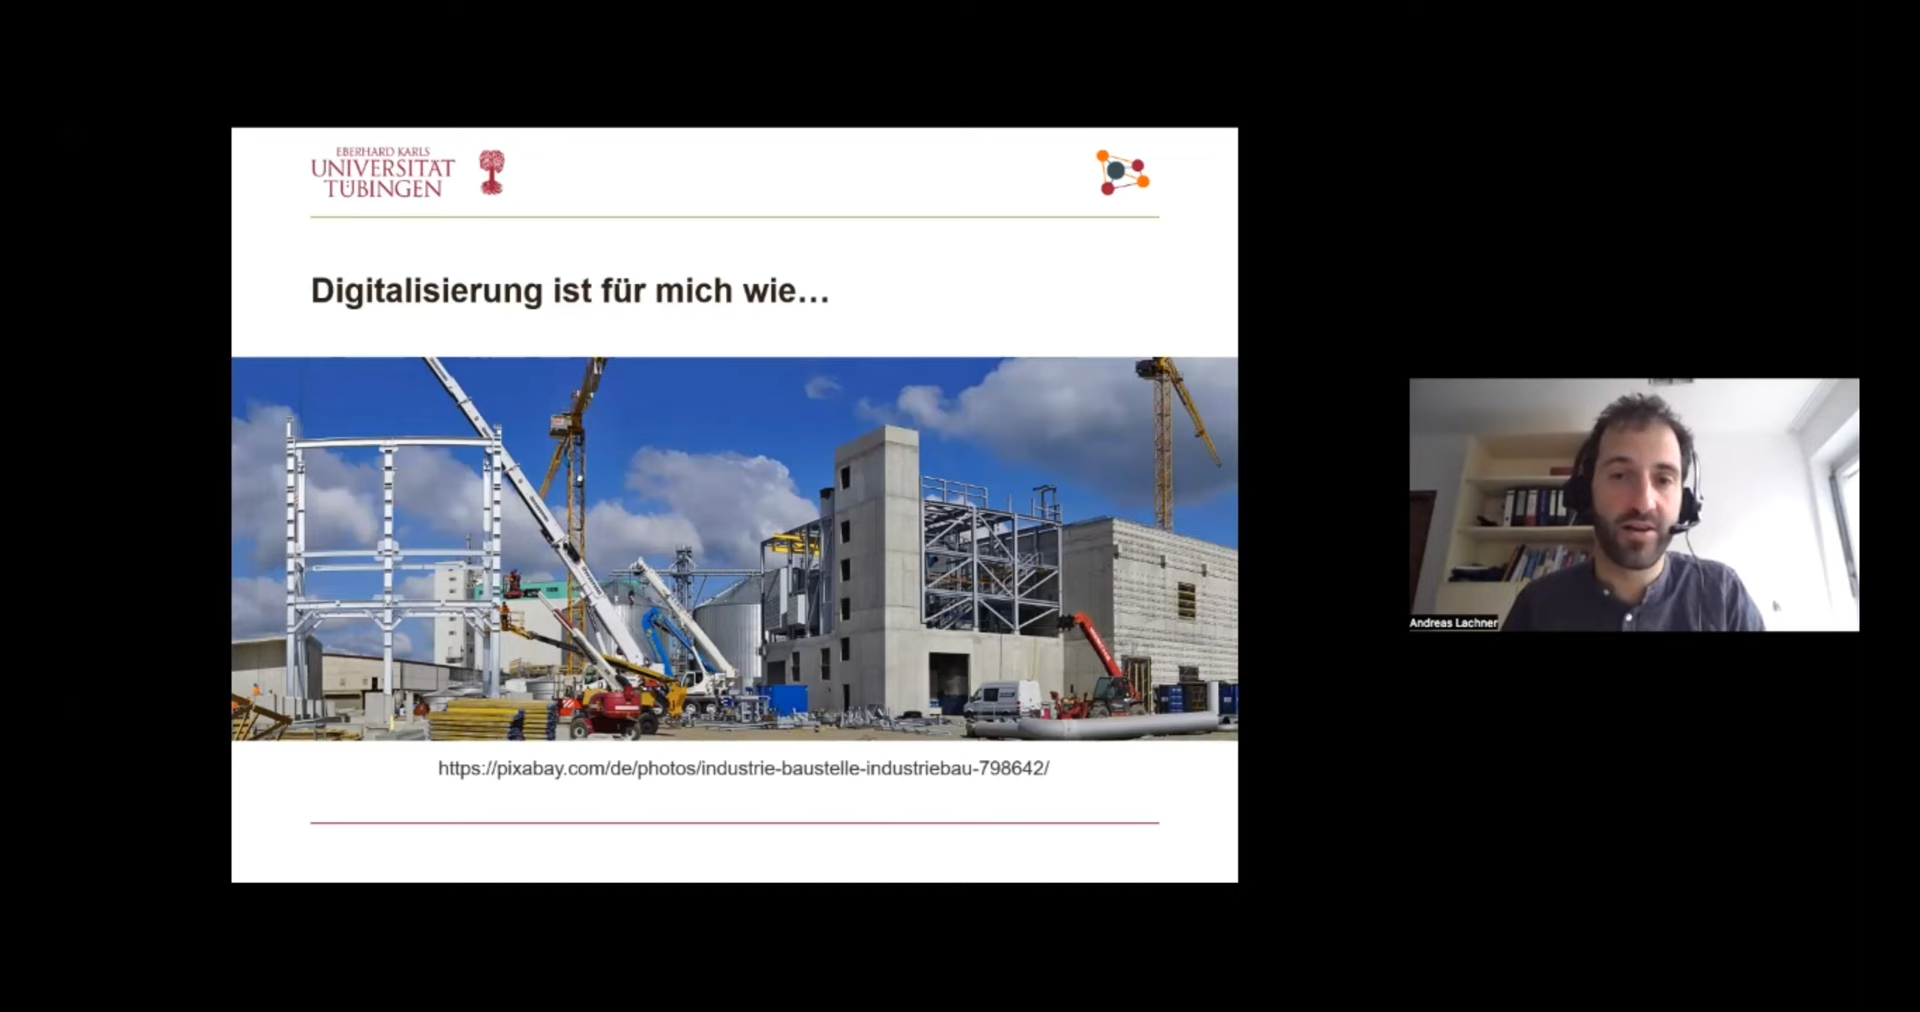 EBERHARD KARLS
UNIVERSITÄT
TÜBINGEN
Digitalisierung ist für mich wie…
https://pixabay.com/de/photos/industrie-baustelle-industriebau-798642/
Andreas Lachner